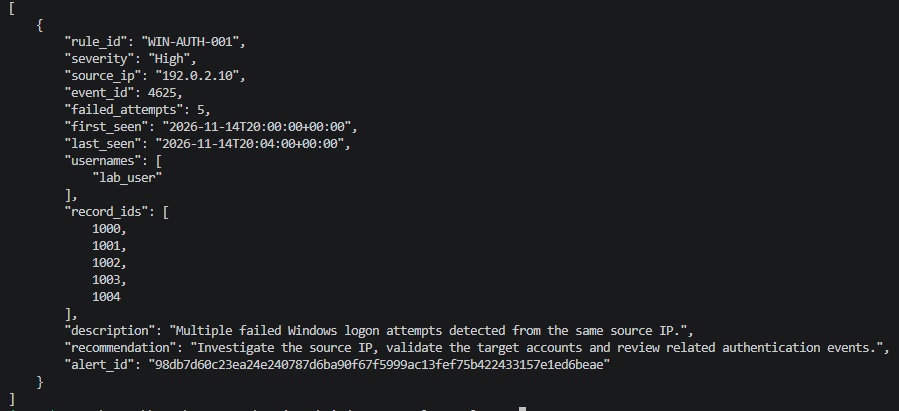 [
    {
        "rule_id": "WIN-AUTH-001",
        "severity": "High",
        "source_ip": "192.0.2.10",
        "event_id": 4625,
        "failed_attempts": 5,
        "first_seen": "2026-11-14T20:00:00+00:00",
        "last_seen": "2026-11-14T20:04:00+00:00",
        "usernames": [
            "lab_user"
        ],
        "record_ids": [
            1000,
            1001,
            1002,
            1003,
            1004
        ],
        "description": "Multiple failed Windows logon attempts detected from the same source IP.",
        "recommendation": "Investigate the source IP, validate the target accounts and review related authentication events.",
        "alert_id": "98db7d60c23ea24e240787d6ba90f67f5999ac13fef75b422433157e1ed6beae"
    }
]